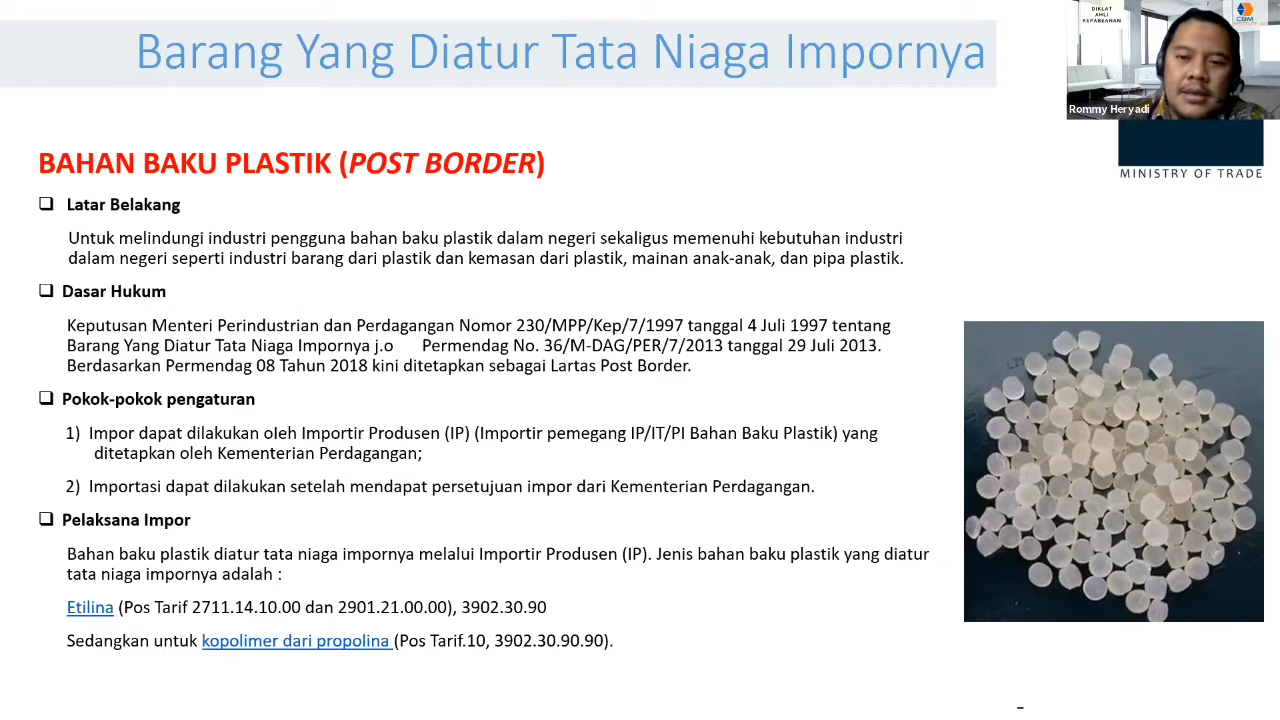 Barang Yang Diatur Tata Niaga Impornya
DIKLAT
AHLI
KEPABEANAN
CBM
Rommy Heryadi
MINISTRY OF TRADE
BAHAN BAKU PLASTIK (POST BORDER)
❑ Latar Belakang
Untuk melindungi industri pengguna bahan baku plastik dalam negeri sekaligus memenuhi kebutuhan industri
dalam negeri seperti industri barang dari plastik dan kemasan dari plastik, mainan anak-anak, dan pipa plastik.
❑ Dasar Hukum
Keputusan Menteri Perindustrian dan Perdagangan Nomor 230/MPP/Kep/7/1997 tanggal 4 Juli 1997 tentang
Barang Yang Diatur Tata Niaga Impornya j.o Permendag No. 36/M-DAG/PER/7/2013 tanggal 29 Juli 2013.
Berdasarkan Permendag 08 Tahun 2018 kini ditetapkan sebagai Lartas Post Border.
❑ Pokok-pokok pengaturan
1) Impor dapat dilakukan oleh Importir Produsen (IP) (Importir pemegang IP/IT/PI Bahan Baku Plastik) yang
ditetapkan oleh Kementerian Perdagangan;
2) Importasi dapat dilakukan setelah mendapat persetujuan impor dari Kementerian Perdagangan.
❑ Pelaksana Impor
Bahan baku plastik diatur tata niaga impornya melalui Importir Produsen (IP). Jenis bahan baku plastik yang diatur
tata niaga impornya adalah :
Etilina (Pos Tarif 2711.14.10.00 dan 2901.21.00.00), 3902.30.90
Sedangkan untuk kopolimer dari propolina (Pos Tarif.10, 3902.30.90.90).